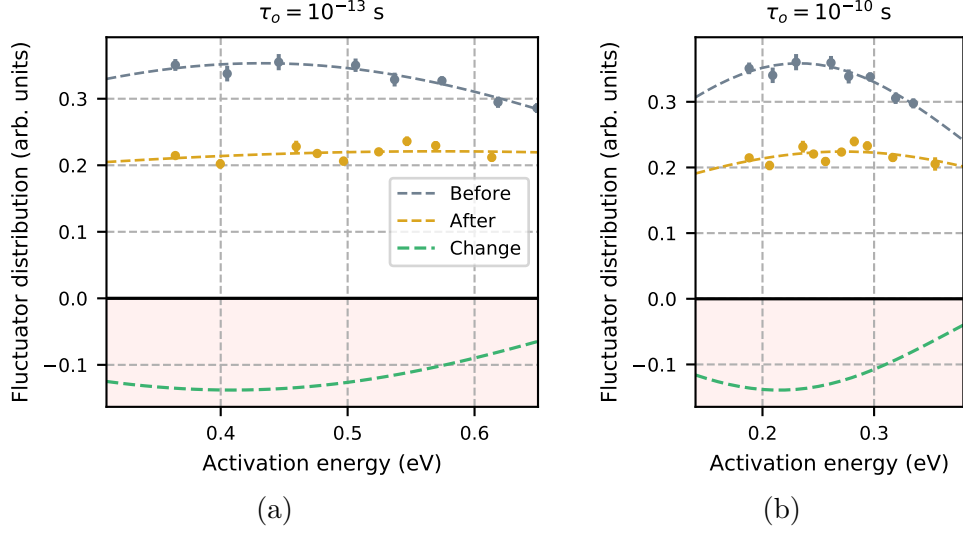 τₒ = 10⁻¹³ s
Fluctuator distribution (arb. units)
0.3
0.2
0.1
0.0
−0.1
Before
After
Change
0.4 0.5 0.6
Activation energy (eV)
(a)
τₒ = 10⁻¹⁰ s
Fluctuator distribution (arb. units)
0.3
0.2
0.1
0.0
−0.1
0.2 0.3
Activation energy (eV)
(b)